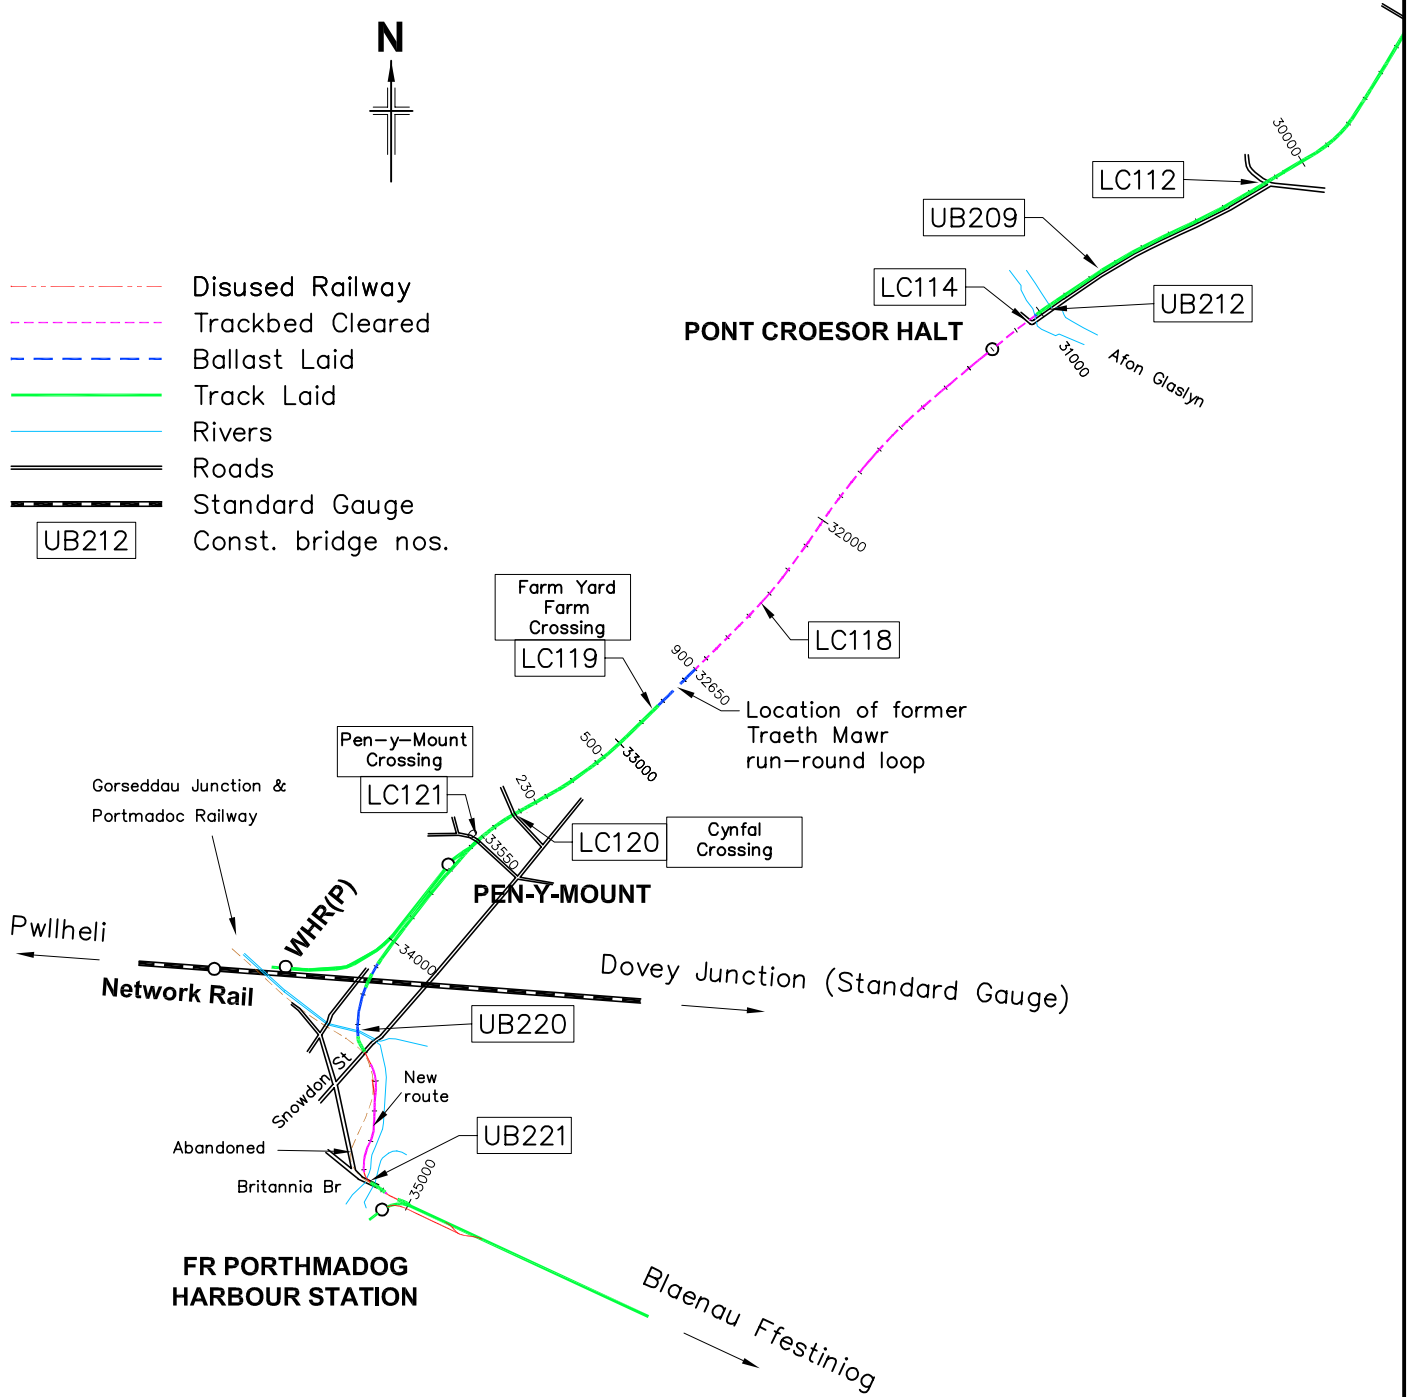 N
30000
LC112
UB209
LC114
UB212
PONT CROESOR HALT
31000
Afon Glaslyn
Disused Railway
Trackbed Cleared
Ballast Laid
Track Laid
Rivers
Roads
Standard Gauge
UB212
Const. bridge nos.
32000
Farm Yard
Farm
Crossing
LC119
LC118
900
32650
Location of former
Traeth Mawr
run-round loop
500
33000
Pen-y-Mount
Crossing
LC121
230
Gorseddau Junction &
Portmadoc Railway
LC120
Cynfal
Crossing
33550
PEN-Y-MOUNT
WHR(P)
Pwllheli
34000
Network Rail
Dovey Junction (Standard Gauge)
UB220
Snowdon St
New
route
UB221
Abandoned
Britannia Br
35000
FR PORTHMADOG
HARBOUR STATION
Blaenau Ffestiniog